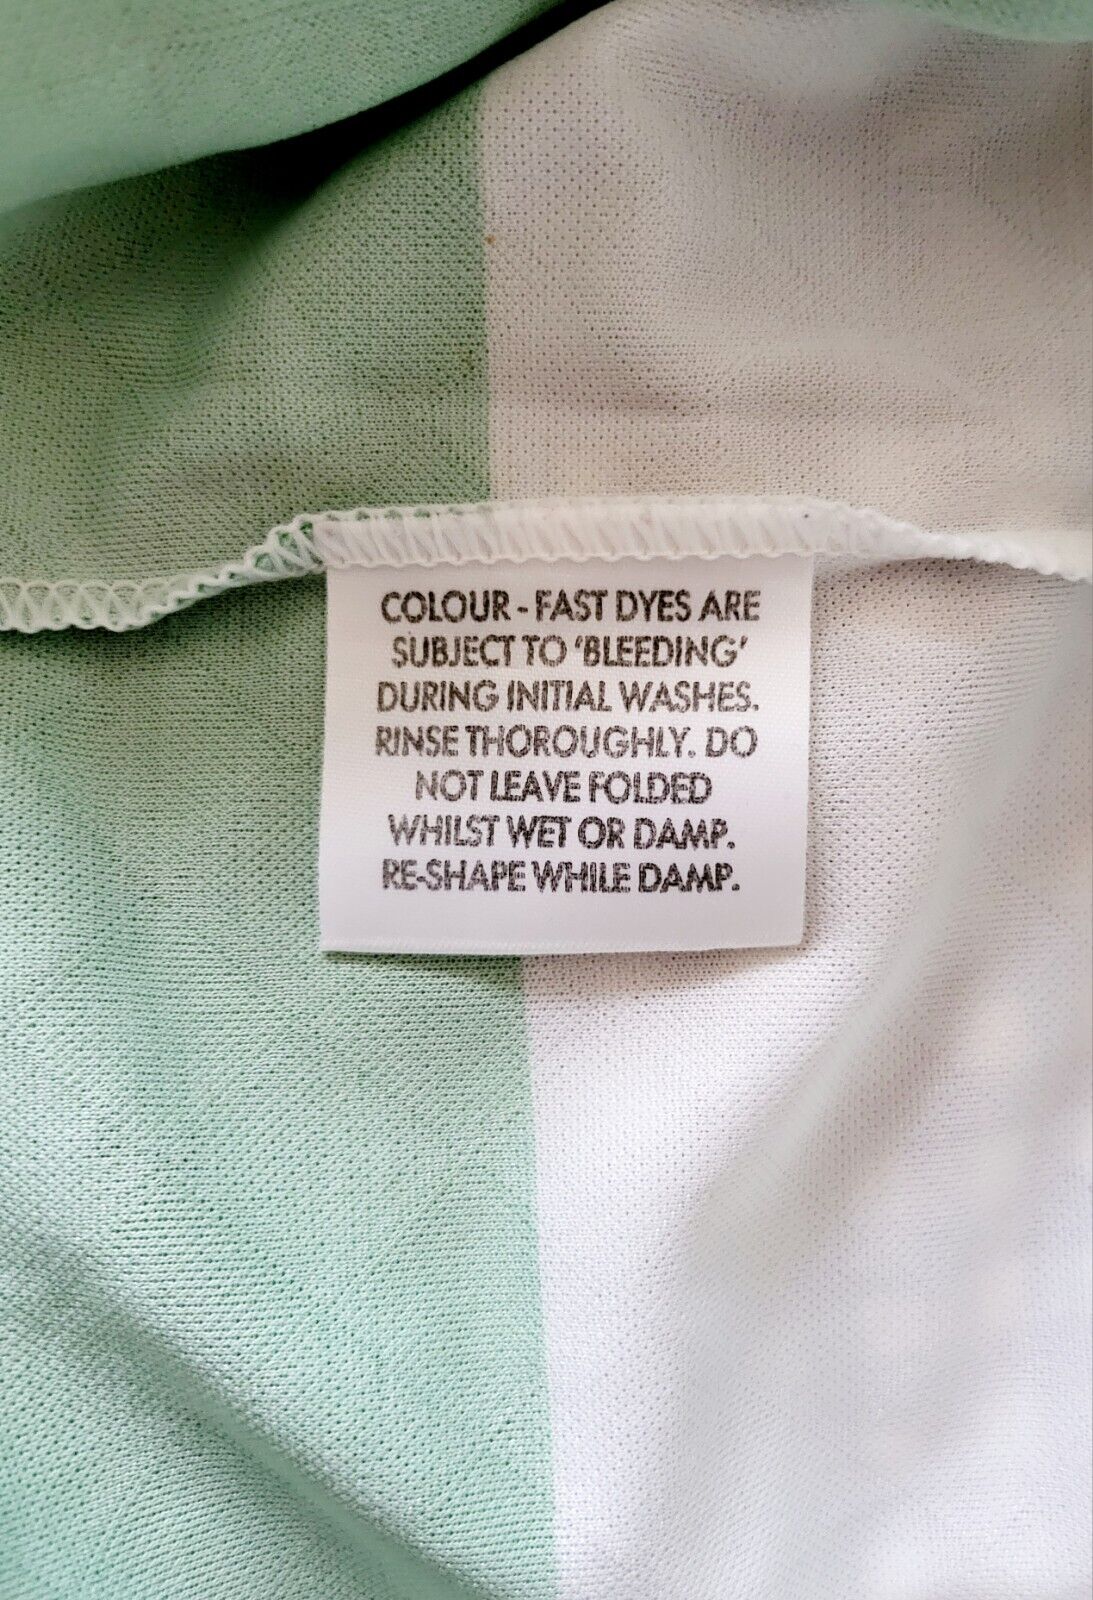 COLOUR - FAST DYES ARE
SUBJECT TO 'BLEEDING'
DURING INITIAL WASHES.
RINSE THOROUGHLY. DO
NOT LEAVE FOLDED
WHILST WET OR DAMP.
RE-SHAPE WHILE DAMP.